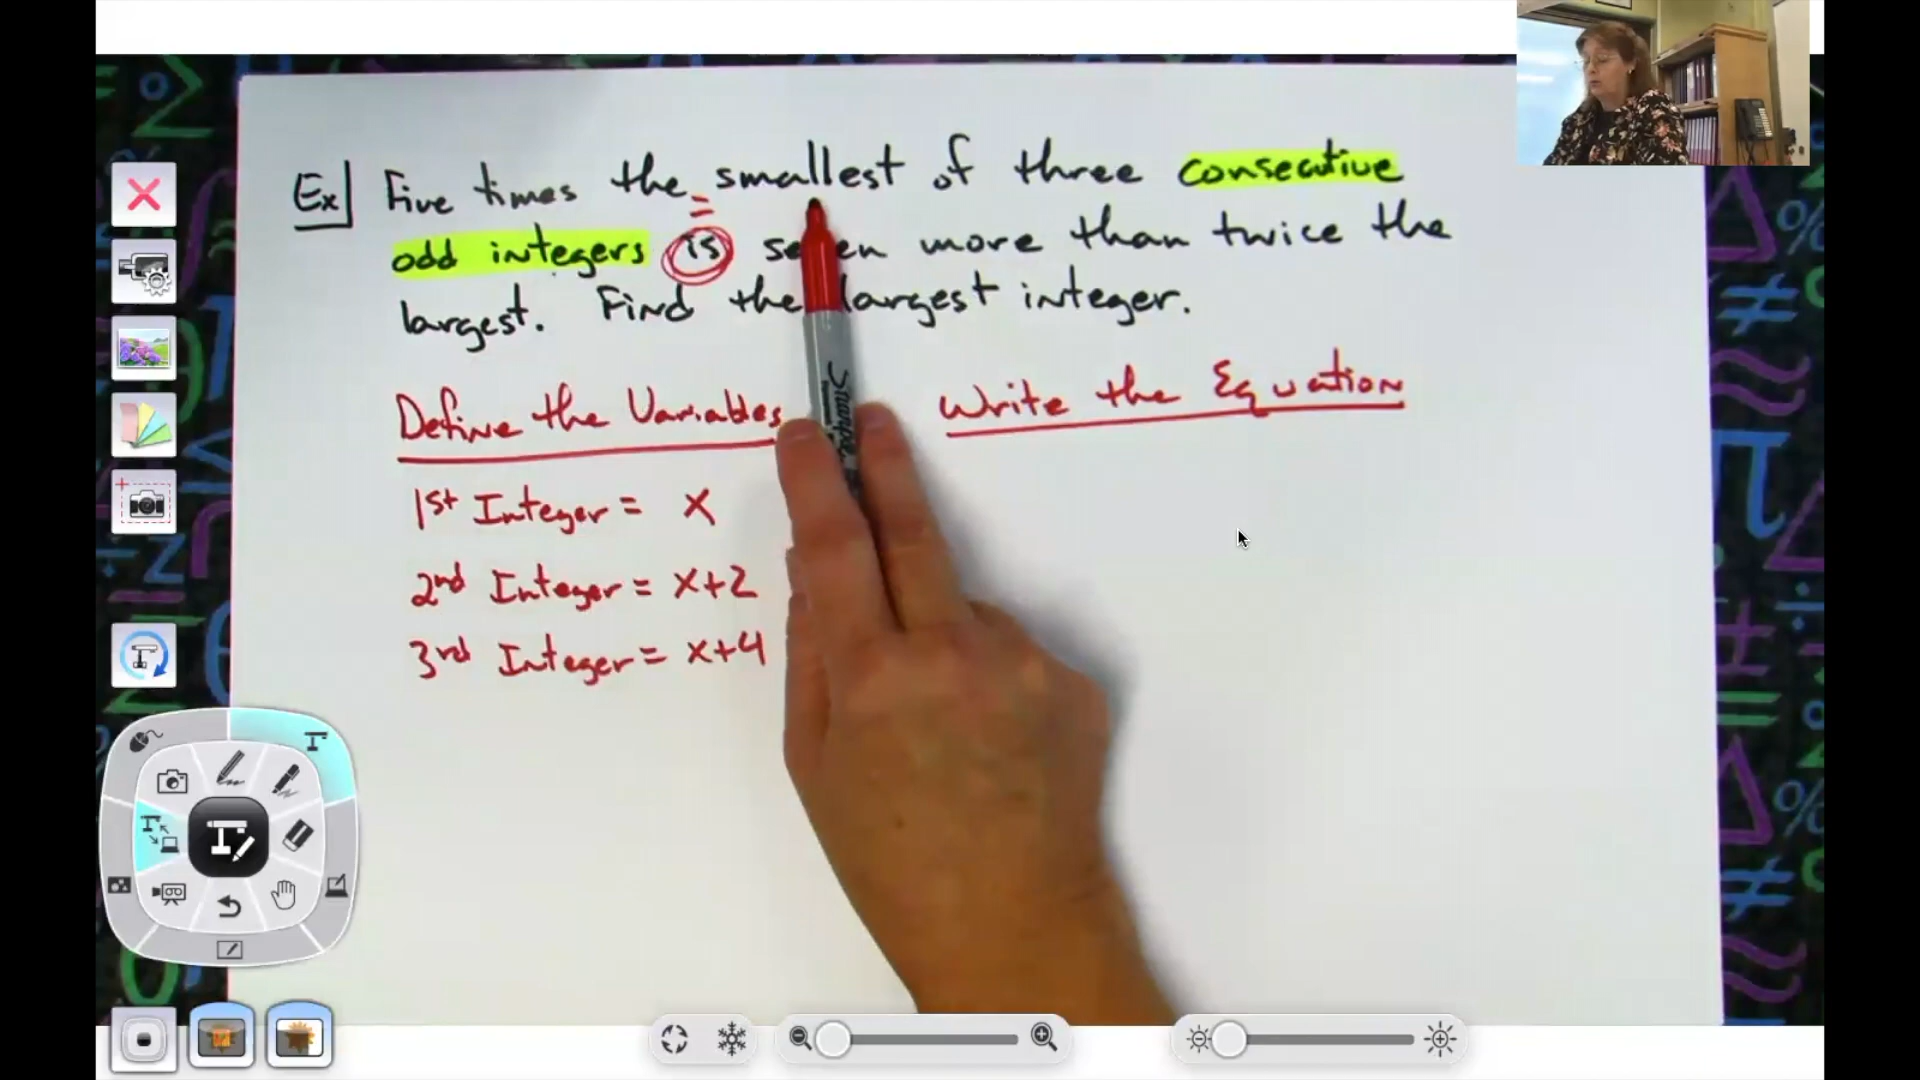 Ex Five times the smallest of three consecutive
=
odd integers is seven more than twice the
largest. Find the largest integer.
Define the Variables
Write the Equation
1st Integer = x
2nd Integer = x+2
3rd Integer = x+4
Sharpie